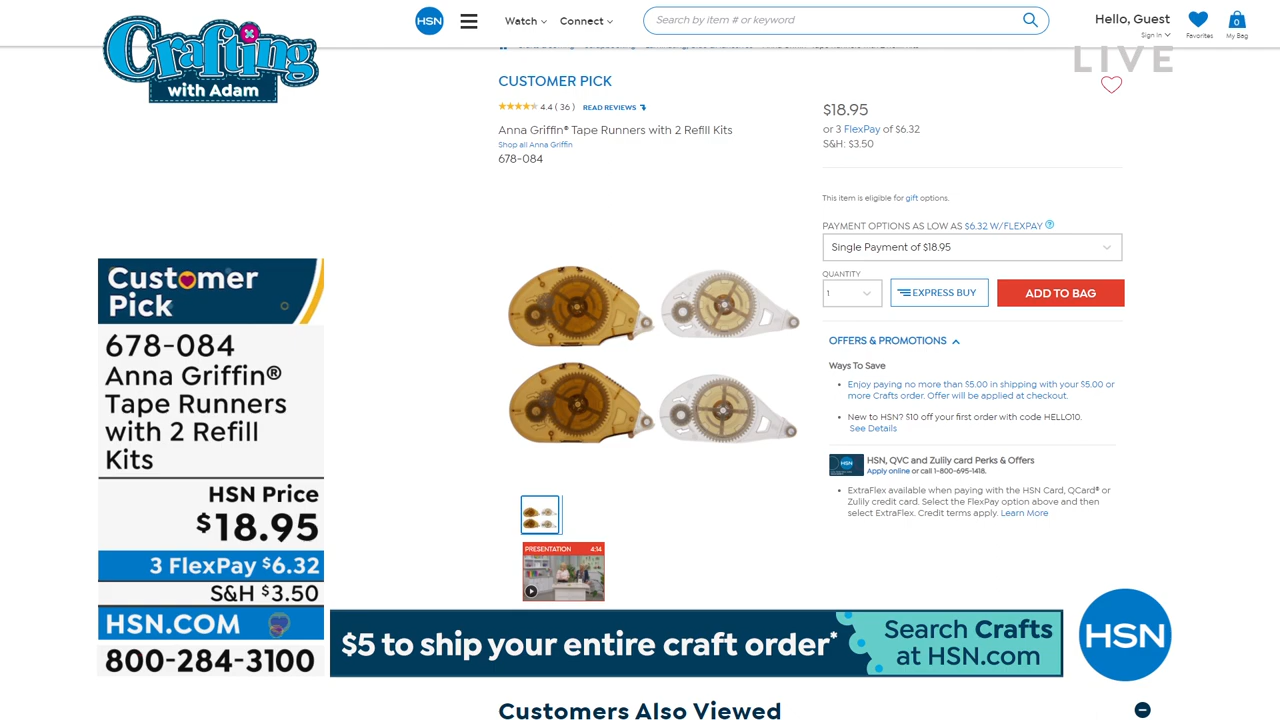 Crafting
with Adam
HSN
Watch
Connect
Search by item # or keyword
Hello, Guest
Sign in
Favorites
0
My Bag
LIVE
CUSTOMER PICK
4.4 ( 36 ) READ REVIEWS
Anna Griffin® Tape Runners with 2 Refill Kits
Shop all Anna Griffin
678-084
$18.95
or 3 FlexPay of $6.32
S&H: $3.50
This item is eligible for gift options.
PAYMENT OPTIONS AS LOW AS $6.32 W/FLEXPAY ?
Single Payment of $18.95
QUANTITY
1
EXPRESS BUY
ADD TO BAG
OFFERS & PROMOTIONS
Ways To Save
• Enjoy paying no more than $5.00 in shipping with your $5.00 or
more Crafts order. Offer will be applied at checkout.
• New to HSN? $10 off your first order with code HELLO10.
See Details
HSN
HSN, QVC and Zulily card Perks & Offers
Apply online or call 1-800-695-1418.
• ExtraFlex available when paying with the HSN Card, QCard® or
Zulily credit card. Select the FlexPay option above and then
select ExtraFlex. Credit terms apply. Learn More
PRESENTATION 4:14
Customer
Pick
678-084
Anna Griffin®
Tape Runners
with 2 Refill
Kits
HSN Price
$18.95
3 FlexPay $6.32
S&H $3.50
HSN.COM
800-284-3100
$5 to ship your entire craft order*
Search Crafts
at HSN.com
HSN
Customers Also Viewed